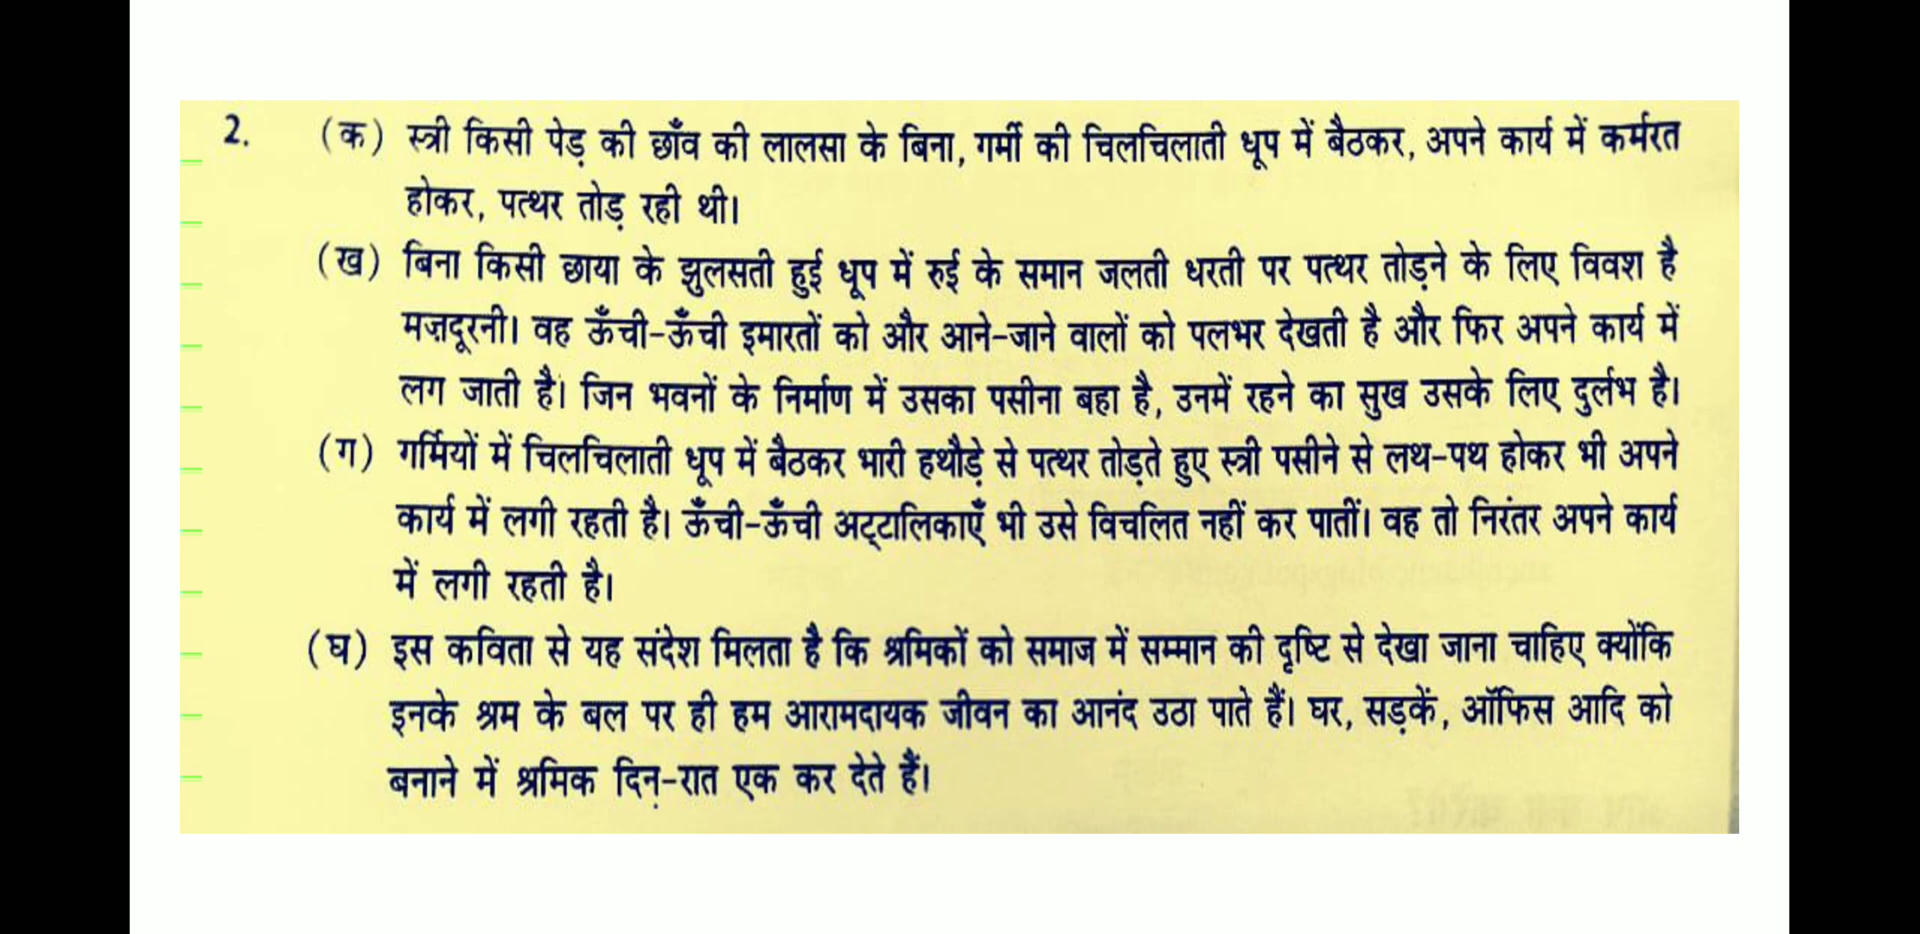 2. (क) स्त्री किसी पेड़ की छाँव की लालसा के बिना, गर्मी की चिलचिलाती धूप में बैठकर, अपने कार्य में कर्मरत
होकर, पत्थर तोड़ रही थी।
(ख) बिना किसी छाया के झुलसती हुई धूप में रुई के समान जलती धरती पर पत्थर तोड़ने के लिए विवश है
मज़दूरनी। वह ऊँची-ऊँची इमारतों को और आने-जाने वालों को पलभर देखती है और फिर अपने कार्य में
लग जाती है। जिन भवनों के निर्माण में उसका पसीना बहा है, उनमें रहने का सुख उसके लिए दुर्लभ है।
(ग) गर्मियों में चिलचिलाती धूप में बैठकर भारी हथौड़े से पत्थर तोड़ते हुए स्त्री पसीने से लथ-पथ होकर भी अपने
कार्य में लगी रहती है। ऊँची-ऊँची अट्टालिकाएँ भी उसे विचलित नहीं कर पातीं। वह तो निरंतर अपने कार्य
में लगी रहती है।
(घ) इस कविता से यह संदेश मिलता है कि श्रमिकों को समाज में सम्मान की दृष्टि से देखा जाना चाहिए क्योंकि
इनके श्रम के बल पर ही हम आरामदायक जीवन का आनंद उठा पाते हैं। घर, सड़कें, ऑफिस आदि को
बनाने में श्रमिक दिन-रात एक कर देते हैं।